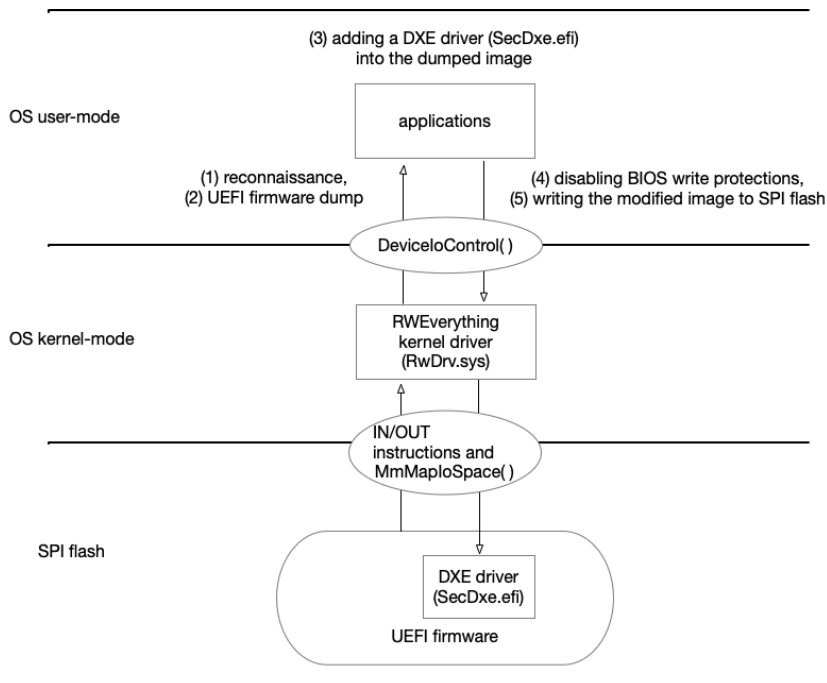 (3) adding a DXE driver (SecDxe.efi)
into the dumped image
OS user-mode
applications
(1) reconnaissance,
(2) UEFI firmware dump
(4) disabling BIOS write protections,
(5) writing the modified image to SPI flash
DeviceIoControl( )
OS kernel-mode
RWEverything
kernel driver
(RwDrv.sys)
IN/OUT
instructions and
MmMapIoSpace( )
SPI flash
DXE driver
(SecDxe.efi)
UEFI firmware